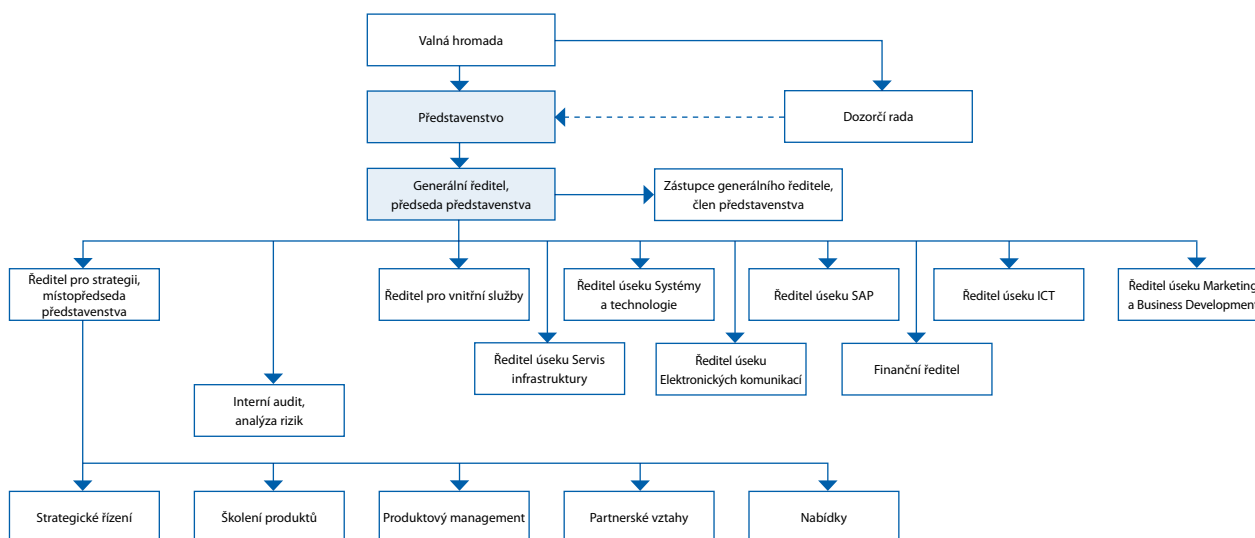 Valná hromada
Představenstvo
Dozorčí rada
Generální ředitel,
předseda představenstva
Zástupce generálního ředitele,
člen představenstva
Ředitel pro strategii,
místopředseda
představenstva
Ředitel pro vnitřní služby
Ředitel úseku Systémy
a technologie
Ředitel úseku SAP
Ředitel úseku ICT
Ředitel úseku Marketing
a Business Development
Ředitel úseku Servis
infrastruktury
Ředitel úseku
Elektronických komunikací
Finanční ředitel
Interní audit,
analýza rizik
Strategické řízení
Školení produktů
Produktový management
Partnerské vztahy
Nabídky